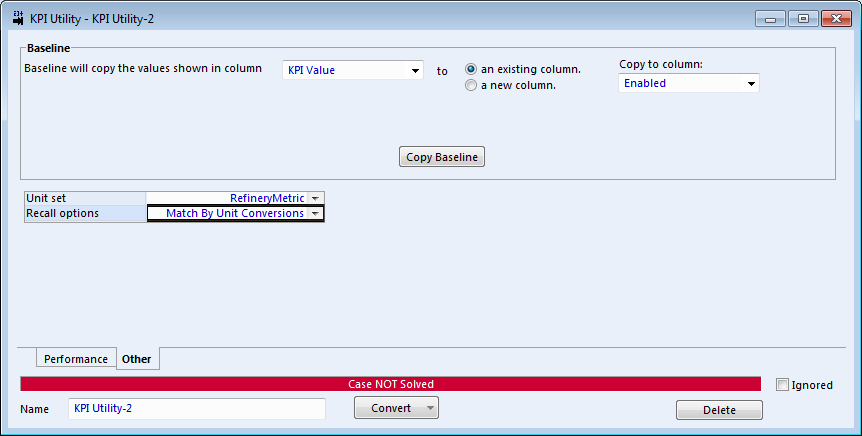 KPI Utility - KPI Utility-2
Baseline
Baseline will copy the values shown in column KPI Value to an existing column. Copy to column:
a new column. Enabled
Copy Baseline
Unit set RefineryMetric
Recall options Match By Unit Conversions
Performance Other
Case NOT Solved Ignored
Name KPI Utility-2 Convert Delete